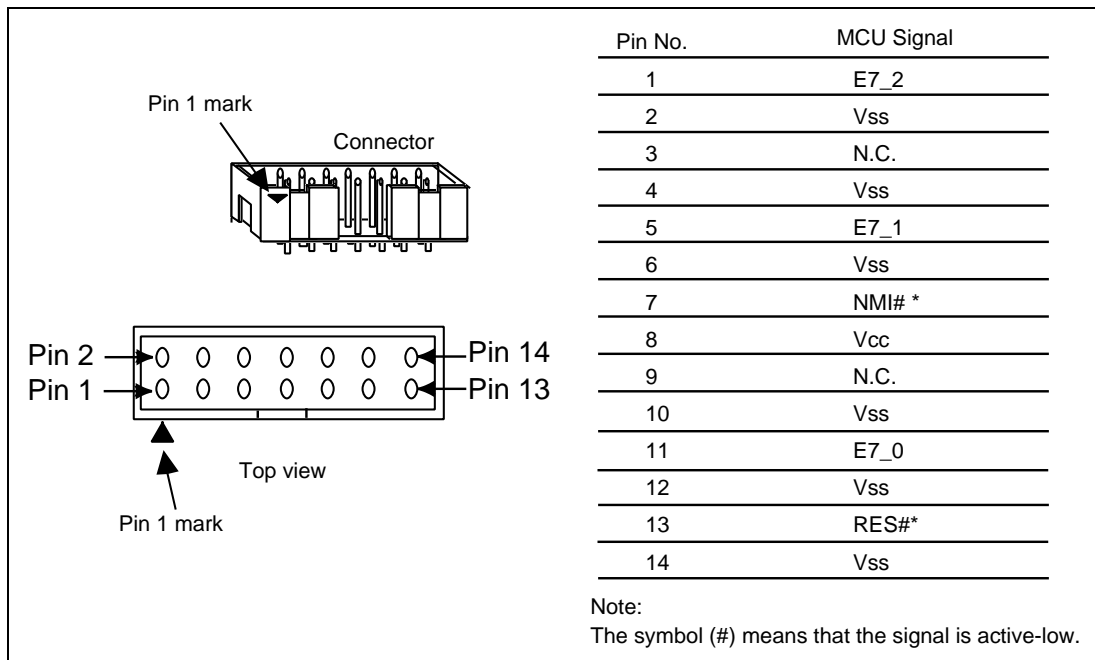 Pin 1 mark
Connector
Pin 2
Pin 14
Pin 1
Pin 13
Top view
Pin 1 mark
Pin No. MCU Signal
1 E7_2
2 Vss
3 N.C.
4 Vss
5 E7_1
6 Vss
7 NMI# *
8 Vcc
9 N.C.
10 Vss
11 E7_0
12 Vss
13 RES#*
14 Vss
Note:
The symbol (#) means that the signal is active-low.